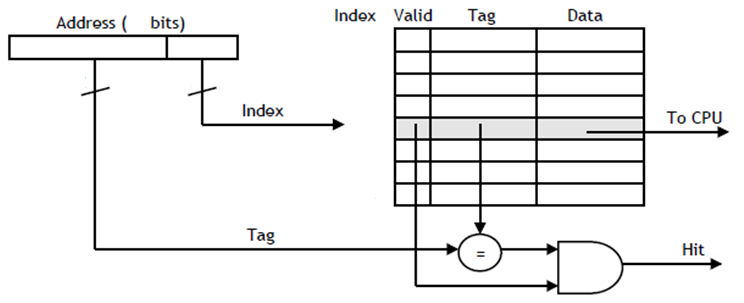 Address ( bits)
Index Valid Tag Data
Index
To CPU
Tag
=
Hit